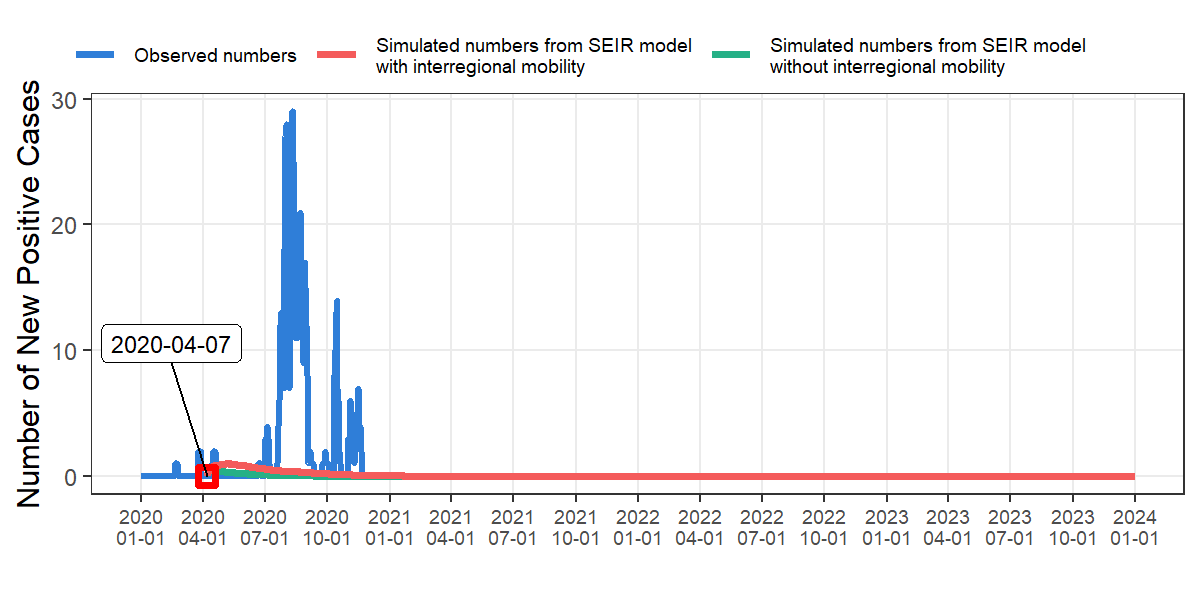 Observed numbers
Simulated numbers from SEIR model
with interregional mobility
Simulated numbers from SEIR model
without interregional mobility
Number of New Positive Cases
30
20
10
0
2020-04-07
2020 2020 2020 2020 2021 2021 2021 2021 2022 2022 2022 2022 2023 2023 2023 2023 2024
01-01 04-01 07-01 10-01 01-01 04-01 07-01 10-01 01-01 04-01 07-01 10-01 01-01 04-01 07-01 10-01 01-01